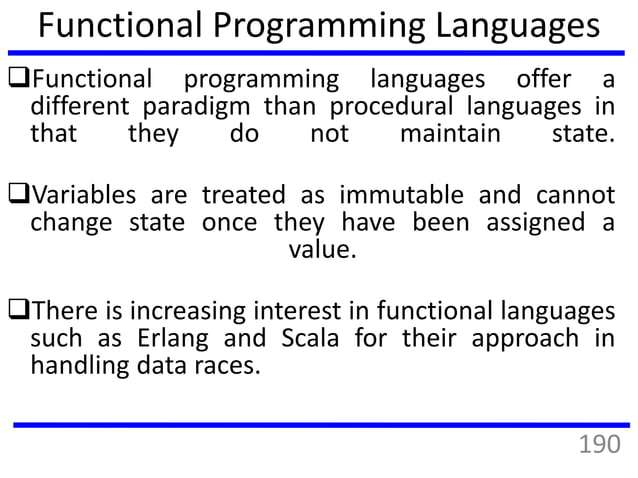 Functional Programming Languages
❑Functional programming languages offer a
different paradigm than procedural languages in
that they do not maintain state.
❑Variables are treated as immutable and cannot
change state once they have been assigned a
value.
❑There is increasing interest in functional languages
such as Erlang and Scala for their approach in
handling data races.
190